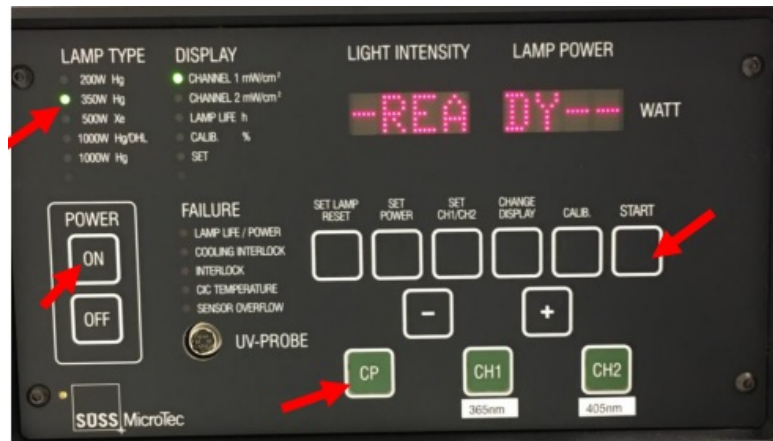 LAMP TYPE
200W Hg
350W Hg
500W Xe
1000W Hg/DHL
1000W Hg
DISPLAY
CHANNEL 1 mW/cm²
CHANNEL 2 mW/cm²
LAMP LIFE h
CALIB. %
SET
LIGHT INTENSITY
-REA
LAMP POWER
DY--
WATT
POWER
ON
OFF
FAILURE
LAMP LIFE / POWER
COOLING INTERLOCK
INTERLOCK
CIC TEMPERATURE
SENSOR OVERFLOW
UV-PROBE
SET LAMP
RESET
SET
POWER
SET
CH1/CH2
CHANGE
DISPLAY
CALIB.
START
-
+
CP
CH1
CH2
365nm
405nm
SUSS MicroTec